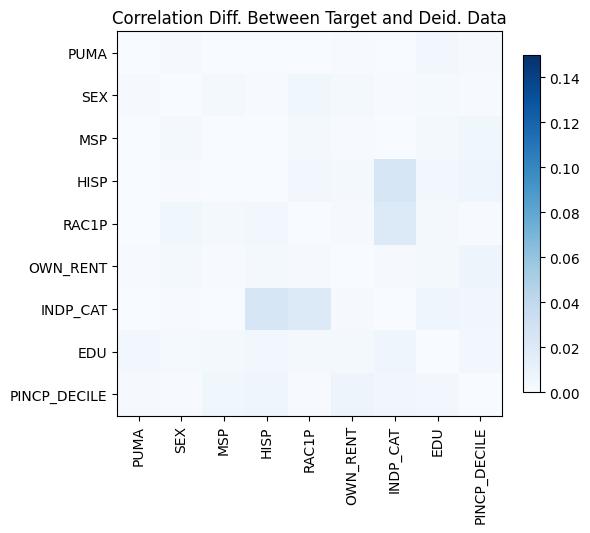 Correlation Diff. Between Target and Deid. Data
PUMA
SEX
MSP
HISP
RAC1P
OWN_RENT
INDP_CAT
EDU
PINCP_DECILE
PUMA
SEX
MSP
HISP
RAC1P
OWN_RENT
INDP_CAT
EDU
PINCP_DECILE
0.14
0.12
0.10
0.08
0.06
0.04
0.02
0.00